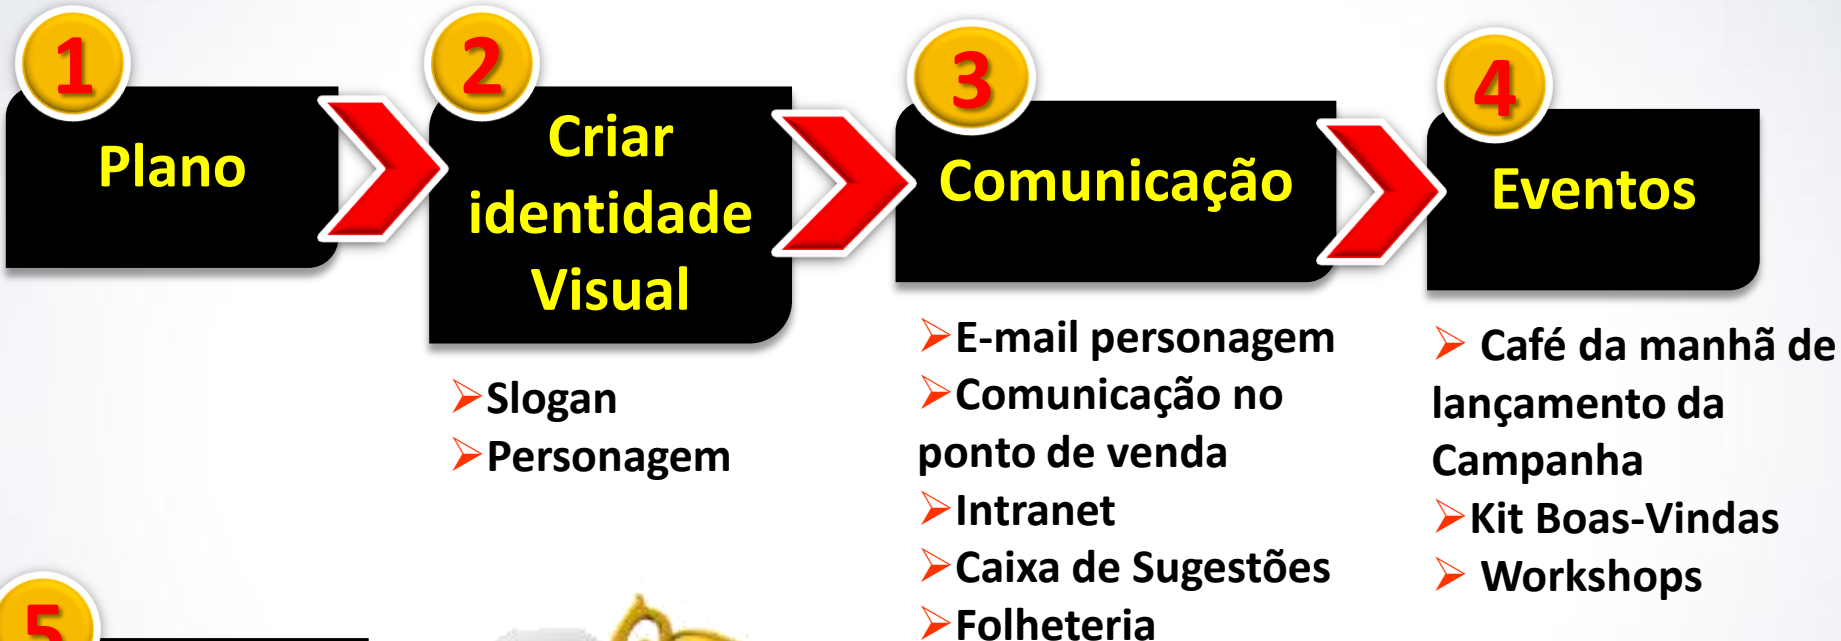 1
Plano
2
Criar
identidade
Visual
➢Slogan
➢Personagem
3
Comunicação
➢E-mail personagem
➢Comunicação no
ponto de venda
➢Intranet
➢Caixa de Sugestões
➢Folheteria
4
Eventos
➢ Café da manhã de
lançamento da
Campanha
➢Kit Boas-Vindas
➢ Workshops
5